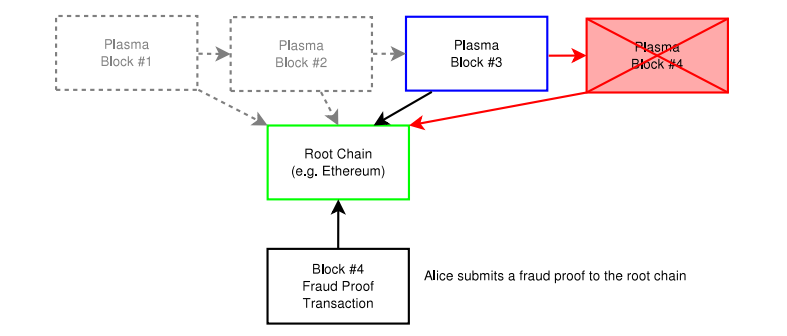 Plasma
Block #1
Plasma
Block #2
Plasma
Block #3
Plasma
Block #4
Root Chain
(e.g. Ethereum)
Block #4
Fraud Proof
Transaction
Alice submits a fraud proof to the root chain